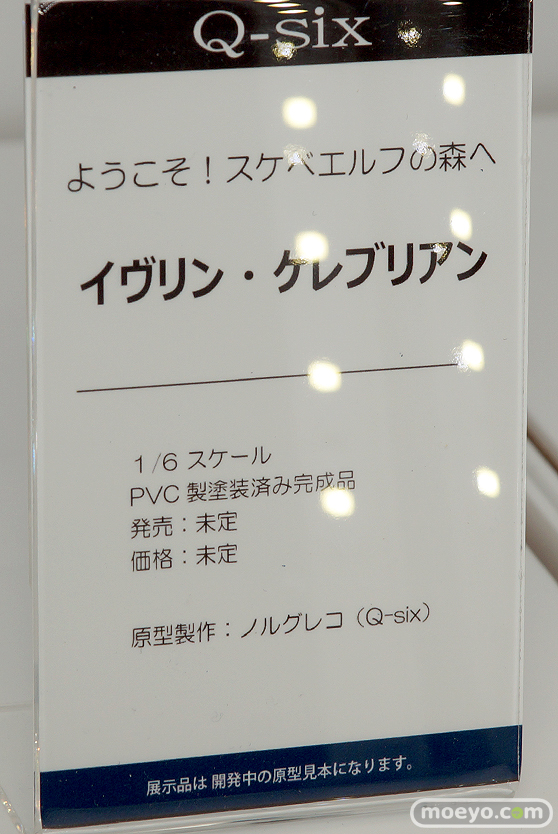 Q-six
ようこそ！スケベエルフの森へ
イヴリン・ケレブリアン
1/6 スケール
PVC 製塗装済み完成品
発売：未定
価格：未定
原型製作：ノルグレコ（Q-six）
展示品は 開発中の原型見本になります。
moeyo.com